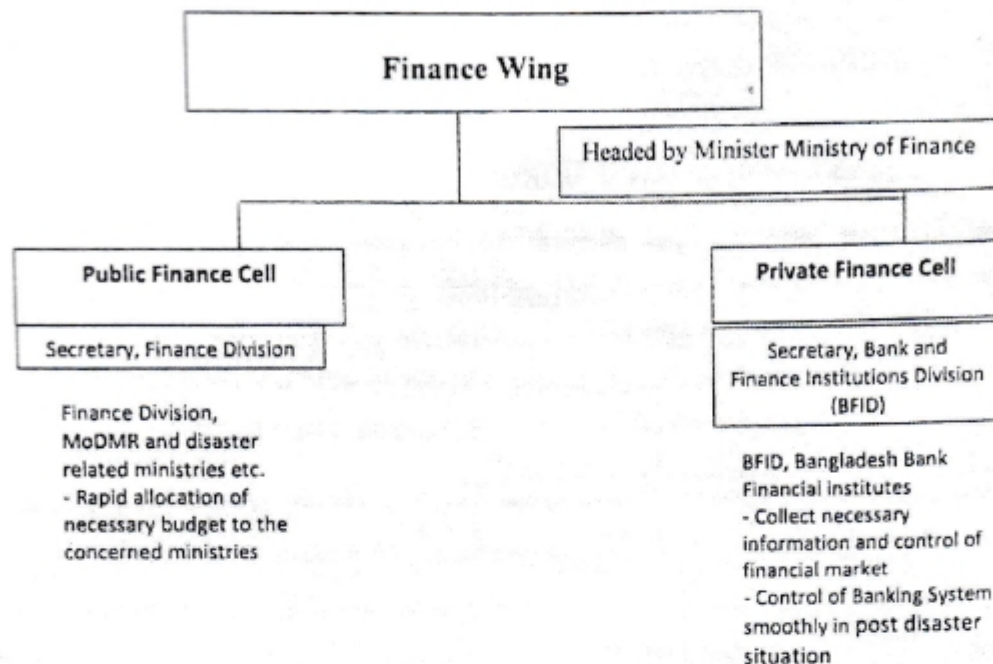 Finance Wing
Headed by Minister Ministry of Finance
Public Finance Cell
Secretary, Finance Division
Finance Division,
MoDMR and disaster
related ministries etc.
- Rapid allocation of
necessary budget to the
concerned ministries
Private Finance Cell
Secretary, Bank and
Finance Institutions Division
(BFID)
BFID, Bangladesh Bank
Financial institutes
- Collect necessary
information and control of
financial market
- Control of Banking System
smoothly in post disaster
situation